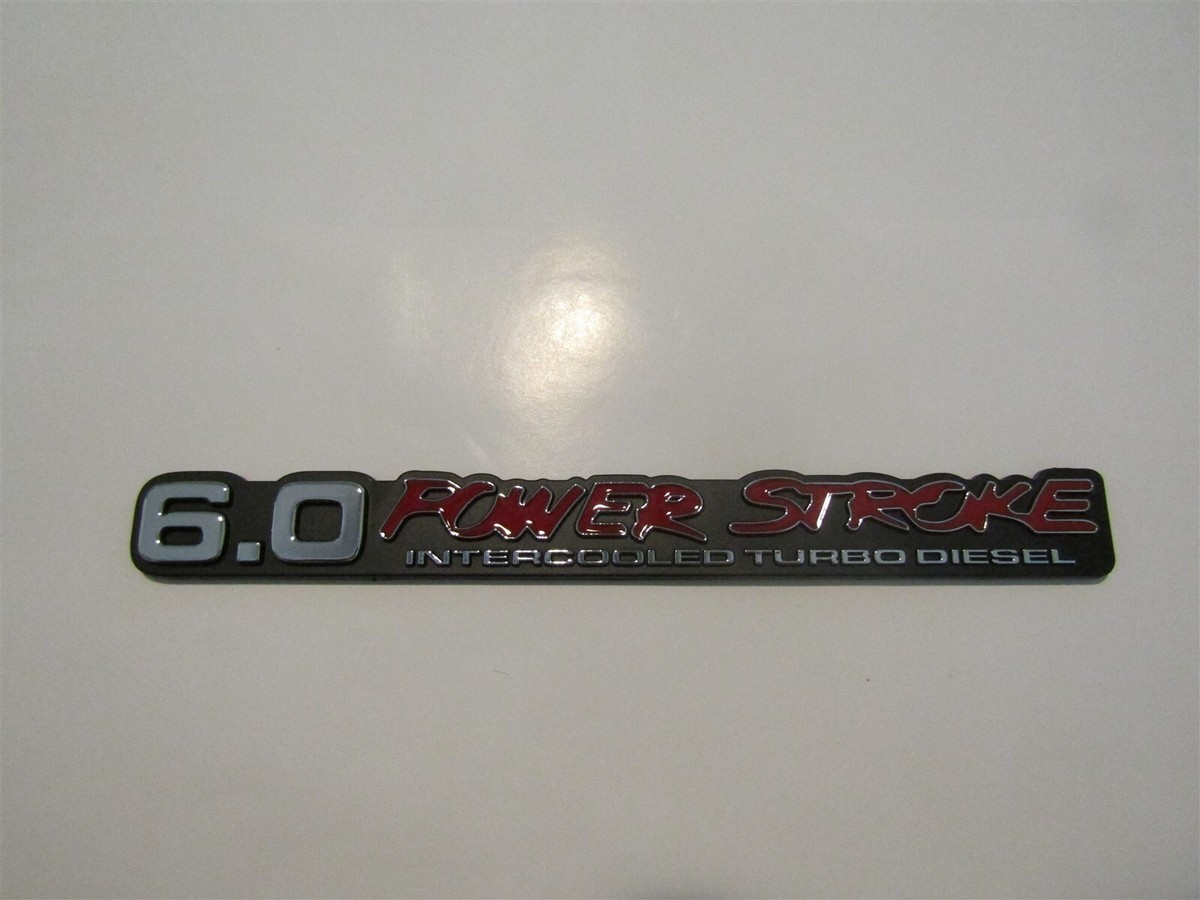 6.0 POWER STROKE
INTERCOOLED TURBO DIESEL